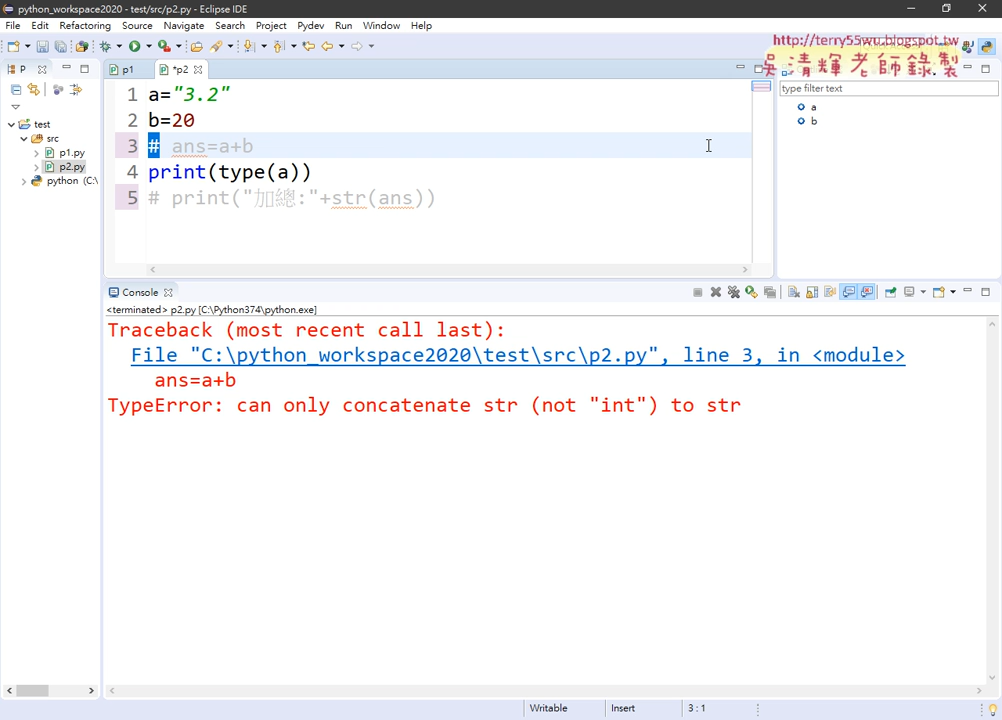 python_workspace2020 - test/src/p2.py - Eclipse IDE
File Edit Refactoring Source Navigate Search Project Pydev Run Window Help
http://terry55wu.blogspot.tw
吳清輝老師錄製
P
p1
*p2
type filter text
a
b
test
src
p1.py
p2.py
python (C:\
1 a="3.2"
2 b=20
3 # ans=a+b
4 print(type(a))
5 # print("加總:"+str(ans))
Console
<terminated> p2.py [C:\Python374\python.exe]
Traceback (most recent call last):
File "C:\python_workspace2020\test\src\p2.py", line 3, in <module>
ans=a+b
TypeError: can only concatenate str (not "int") to str
Writable Insert 3 : 1